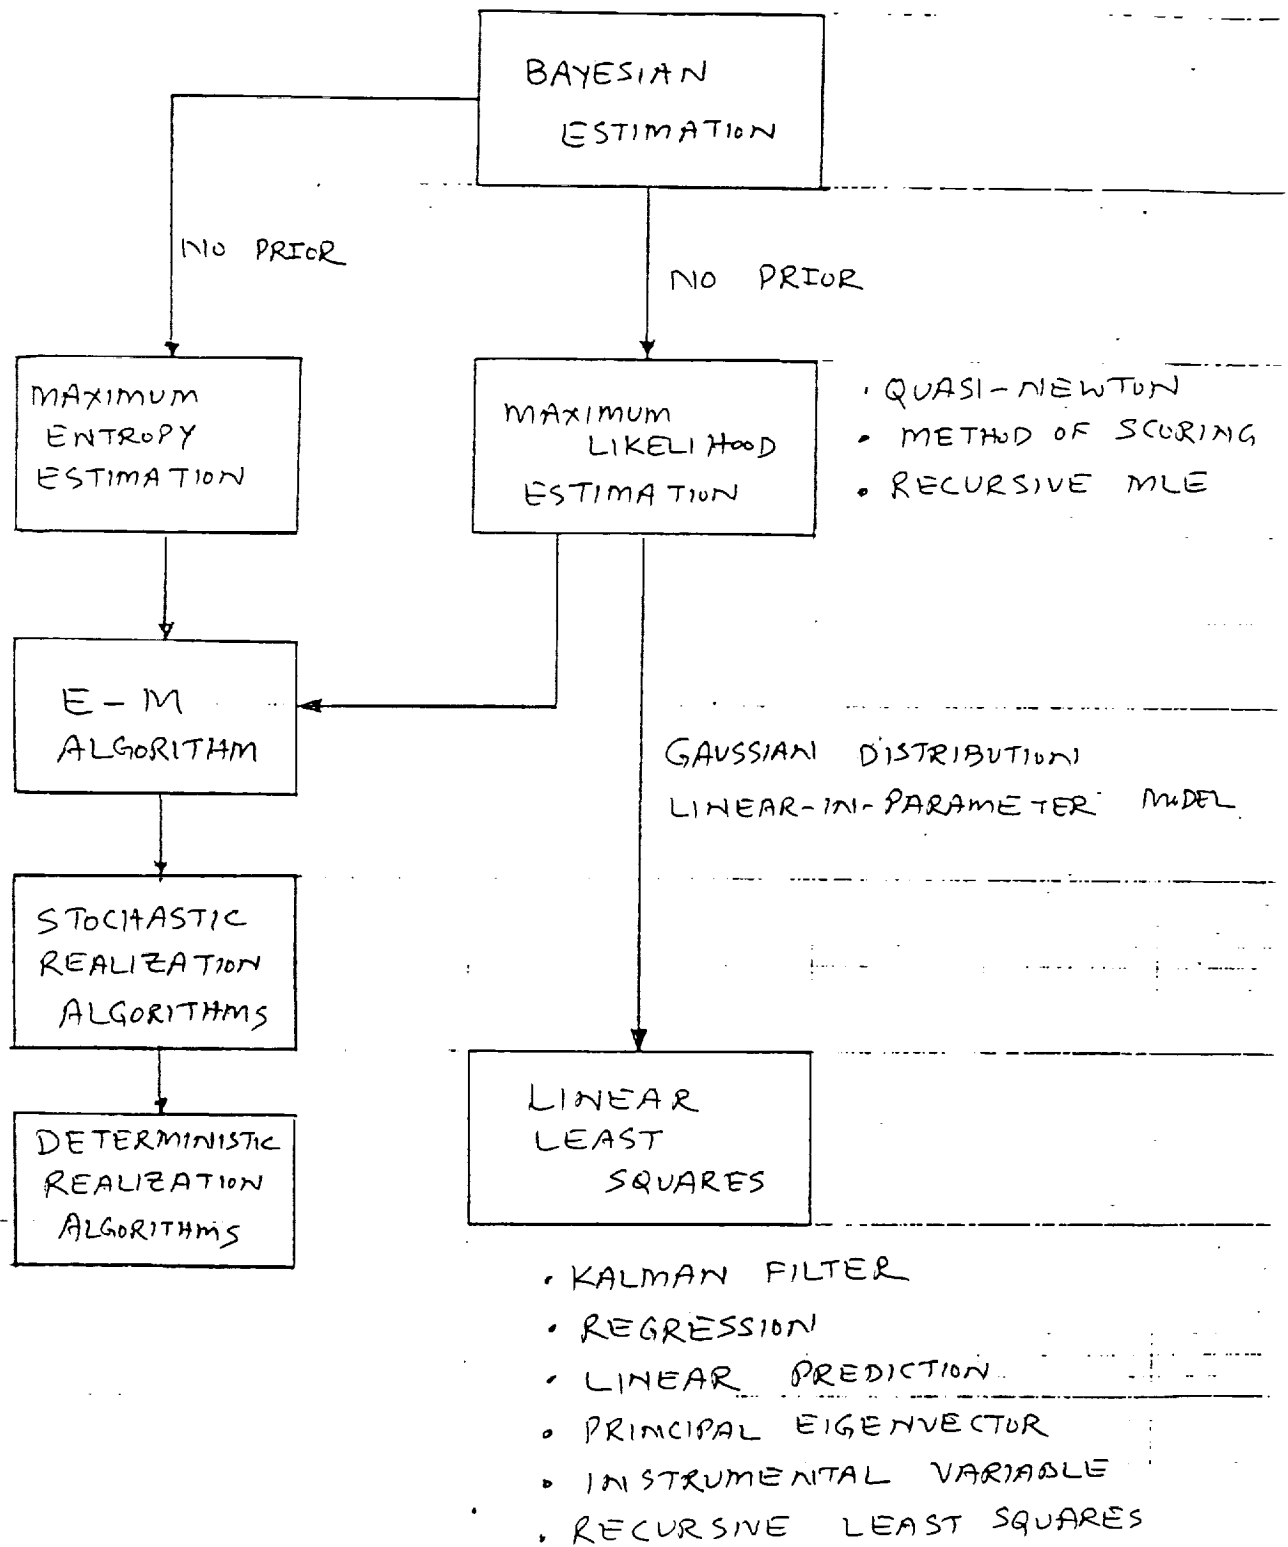 BAYESIAN
ESTIMATION
NO PRIOR
NO PRIOR
MAXIMUM
ENTROPY
ESTIMATION
MAXIMUM
LIKELIHOOD
ESTIMATION
· QUASI-NEWTON
· METHOD OF SCORING
· RECURSIVE MLE
E-M
ALGORITHM
GAUSSIAN DISTRIBUTION
LINEAR-IN-PARAMETER MODEL
STOCHASTIC
REALIZATION
ALGORITHMS
DETERMINISTIC
REALIZATION
ALGORITHMS
LINEAR
LEAST
SQUARES
· KALMAN FILTER
· REGRESSION
· LINEAR PREDICTION
· PRINCIPAL EIGENVECTOR
· INSTRUMENTAL VARIABLE
· RECURSIVE LEAST SQUARES